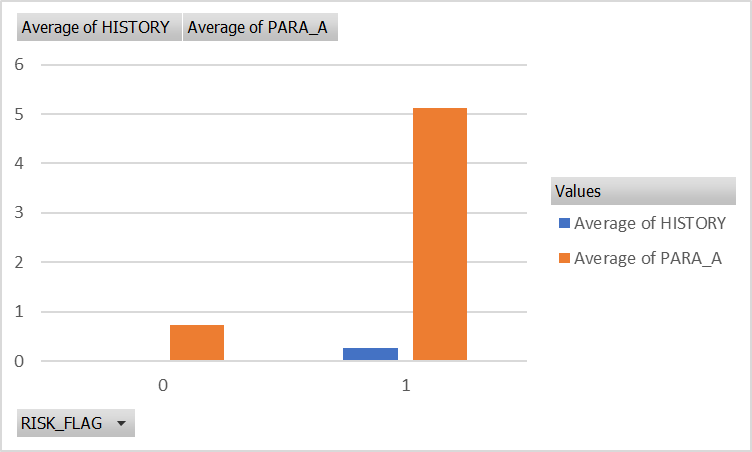 Average of HISTORY Average of PARA_A
6
5
4
3
2
1
0
0 1
Values
Average of HISTORY
Average of PARA_A
RISK_FLAG